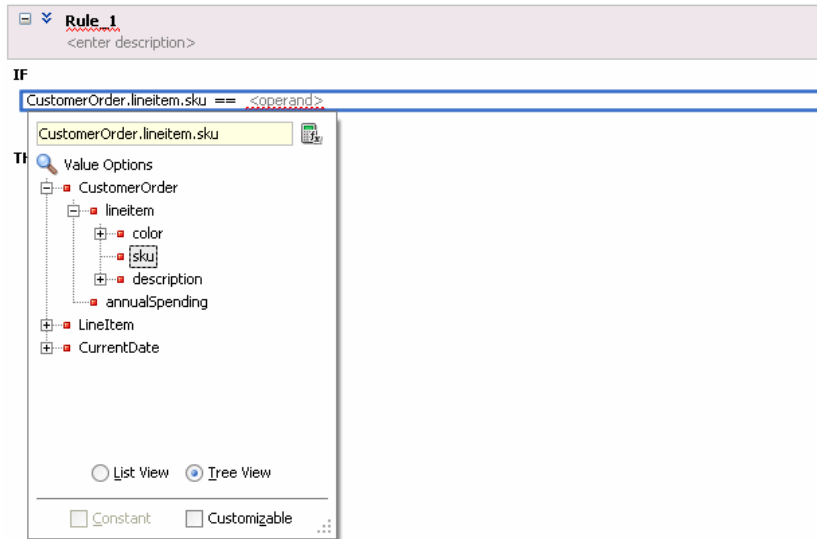 Rule_1
<enter description>
IF
CustomerOrder.lineitem.sku == <operand>
CustomerOrder.lineitem.sku
TH
Value Options
CustomerOrder
lineitem
color
sku
description
annualSpending
LineItem
CurrentDate
List View Tree View
Constant Customizable